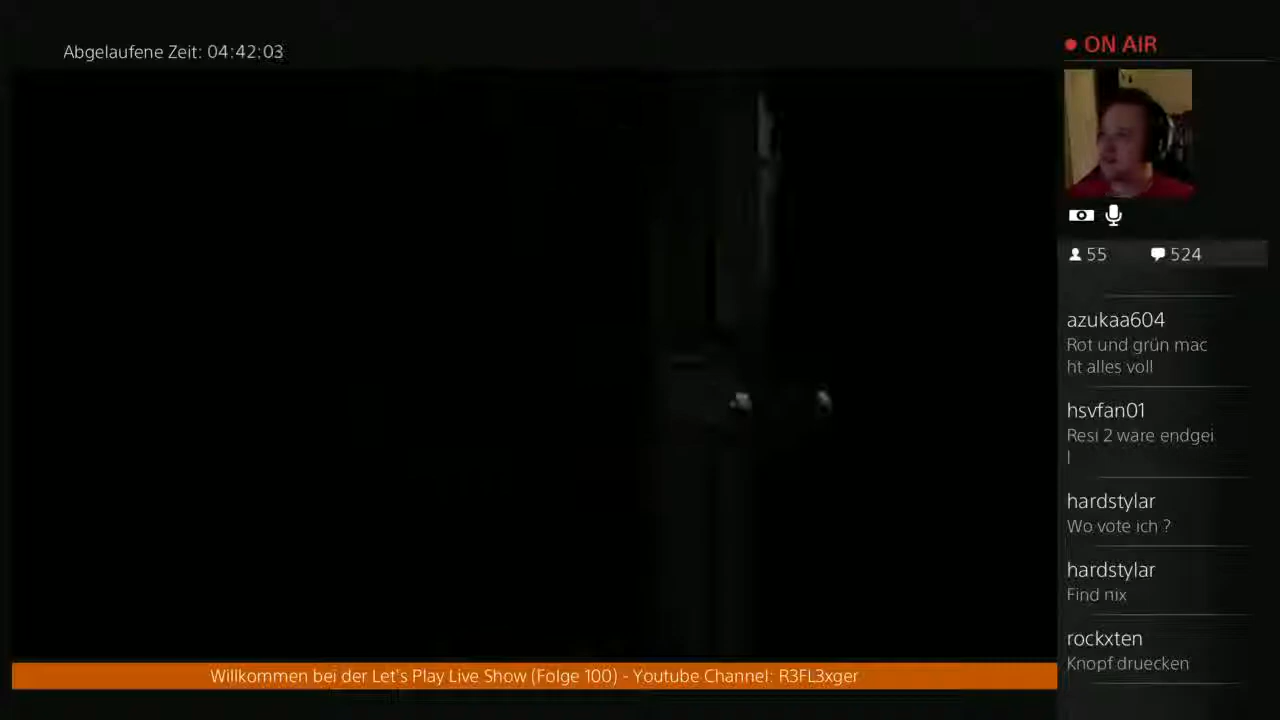 Abgelaufene Zeit: 04:42:03
ON AIR
55 524
azukaa604
Rot und grün mac
ht alles voll
hsvfan01
Resi 2 ware endgei
l
hardstylar
Wo vote ich ?
hardstylar
Find nix
rockxten
Knopf druecken
Willkommen bei der Let's Play Live Show (Folge 100) - Youtube Channel: R3FL3xger